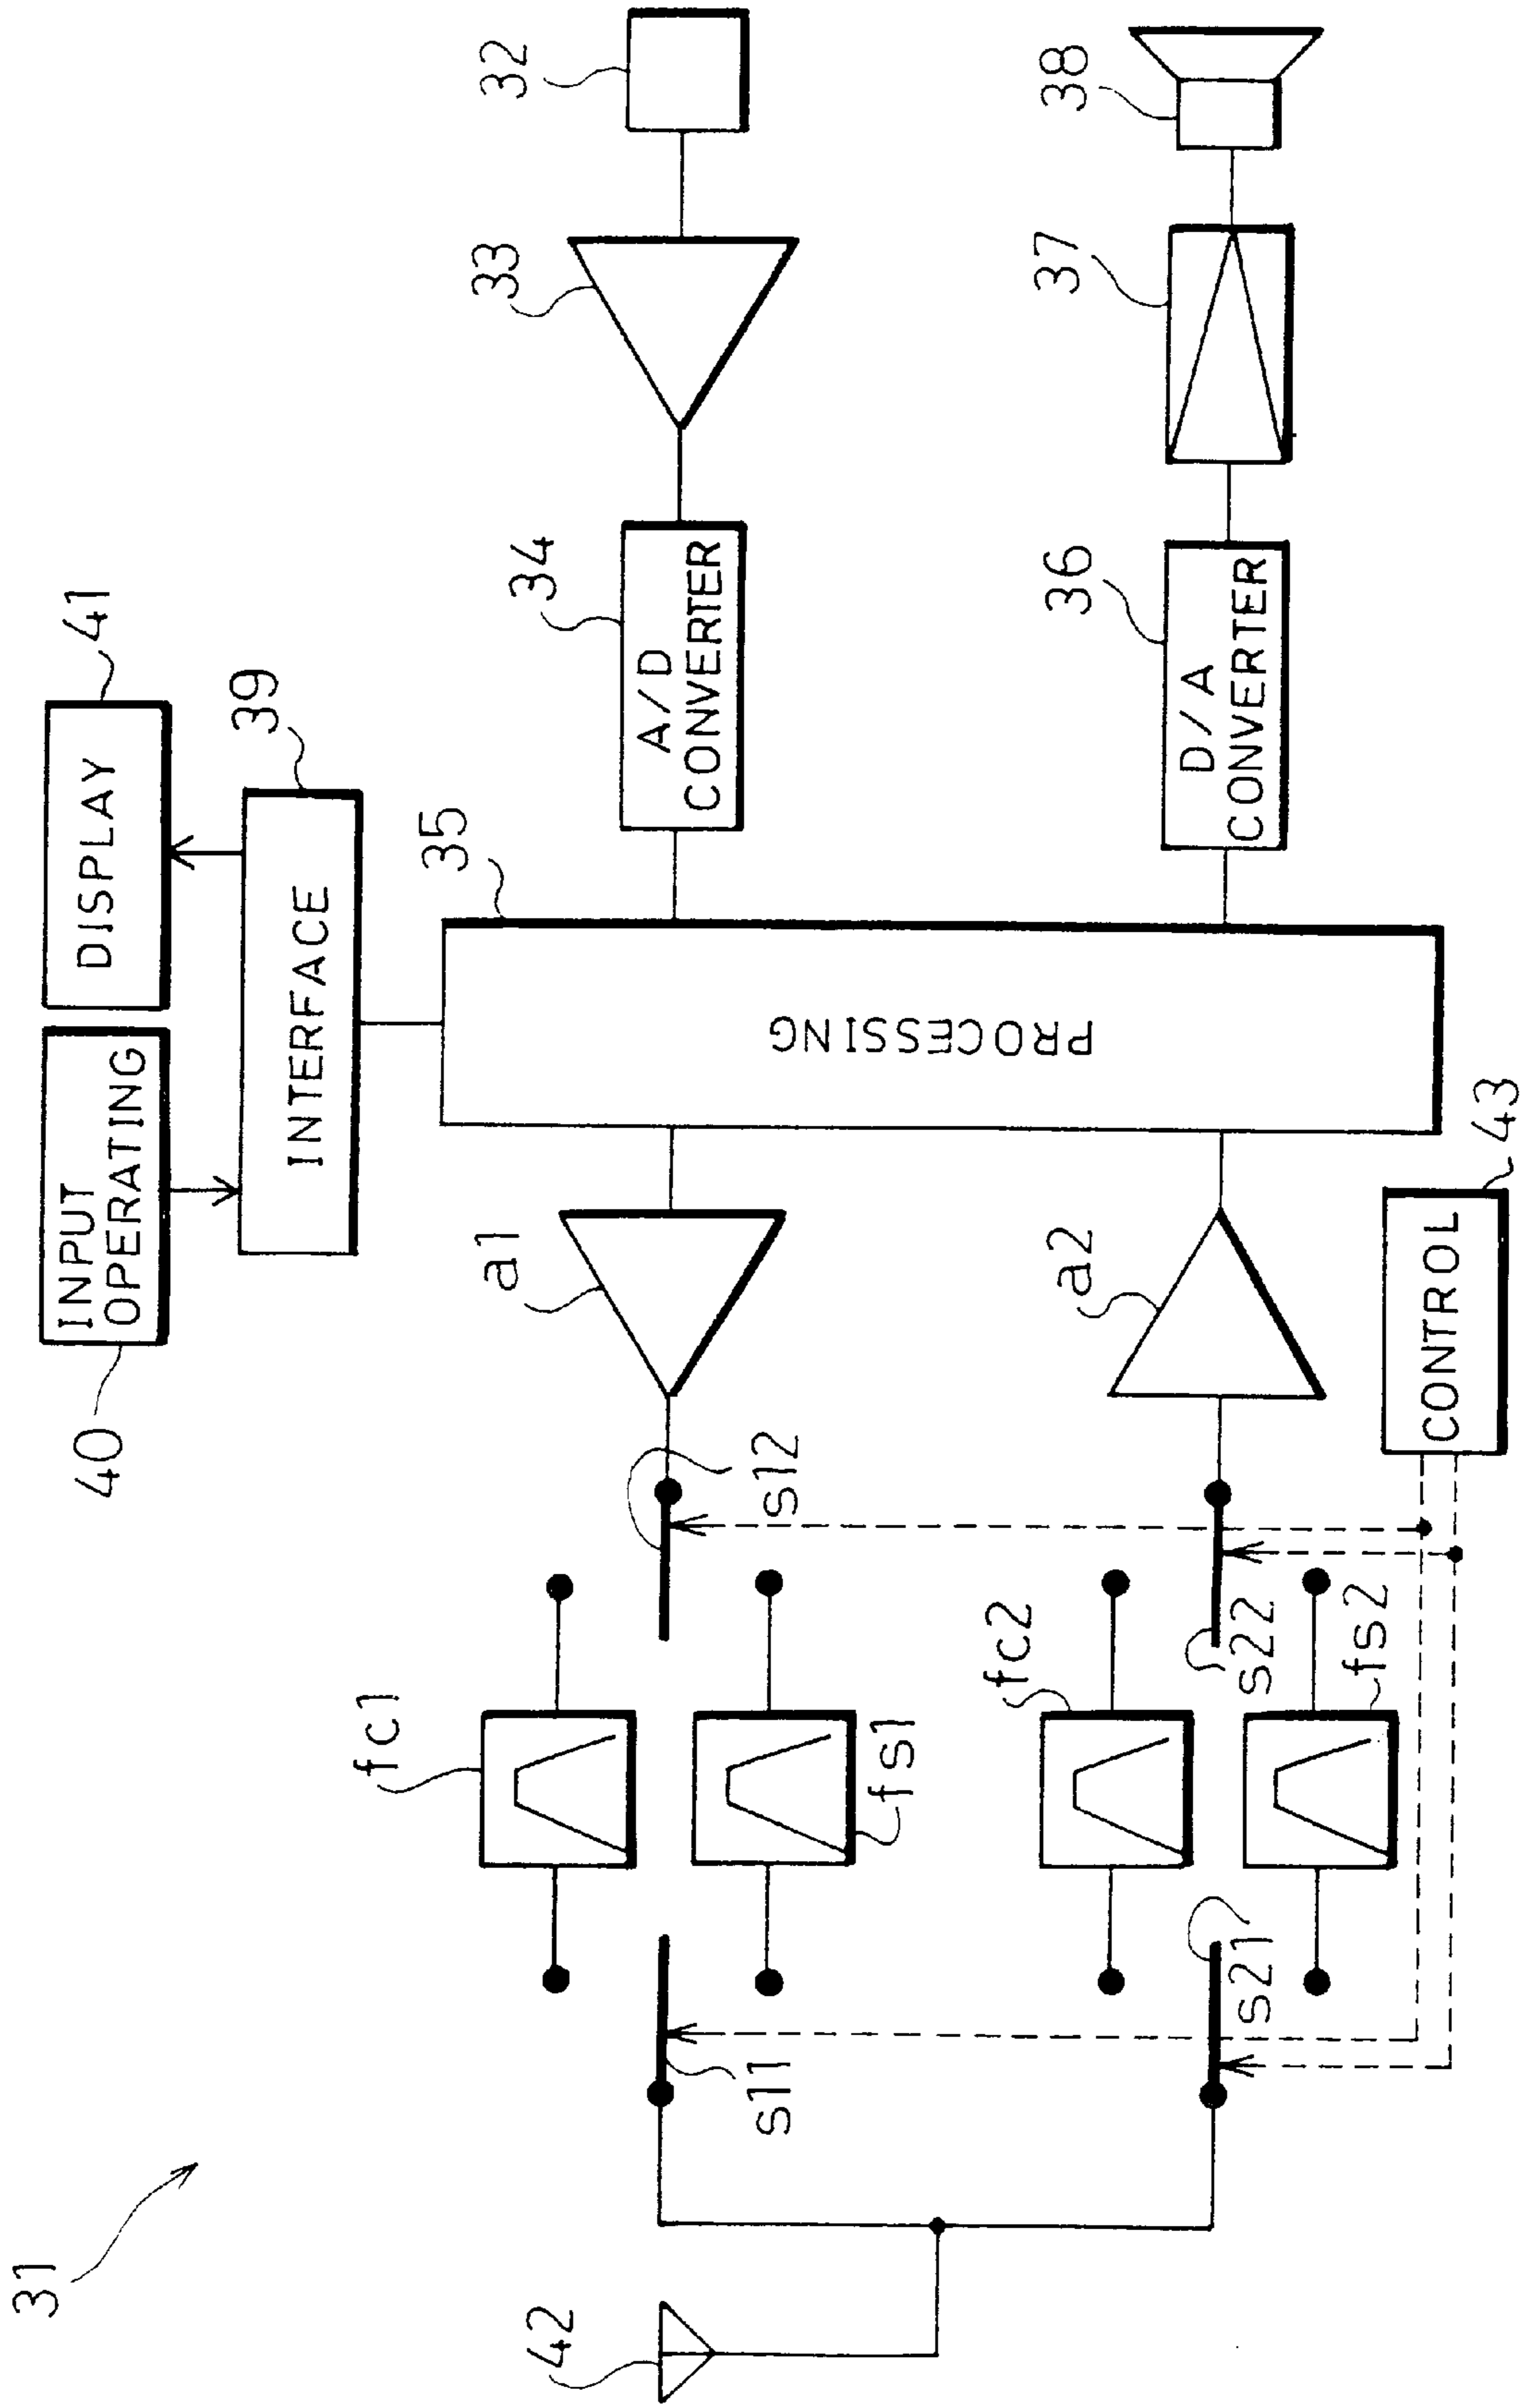 31
40
INPUT
OPERATING
DISPLAY
41
INTERFACE
39
42
fc1
a1
35
34
A/D
CONVERTER
33
32
s11
fs1
s12
PROCESSING
fc2
a2
36
D/A
CONVERTER
37
38
s21
s22
fs2
CONTROL
43